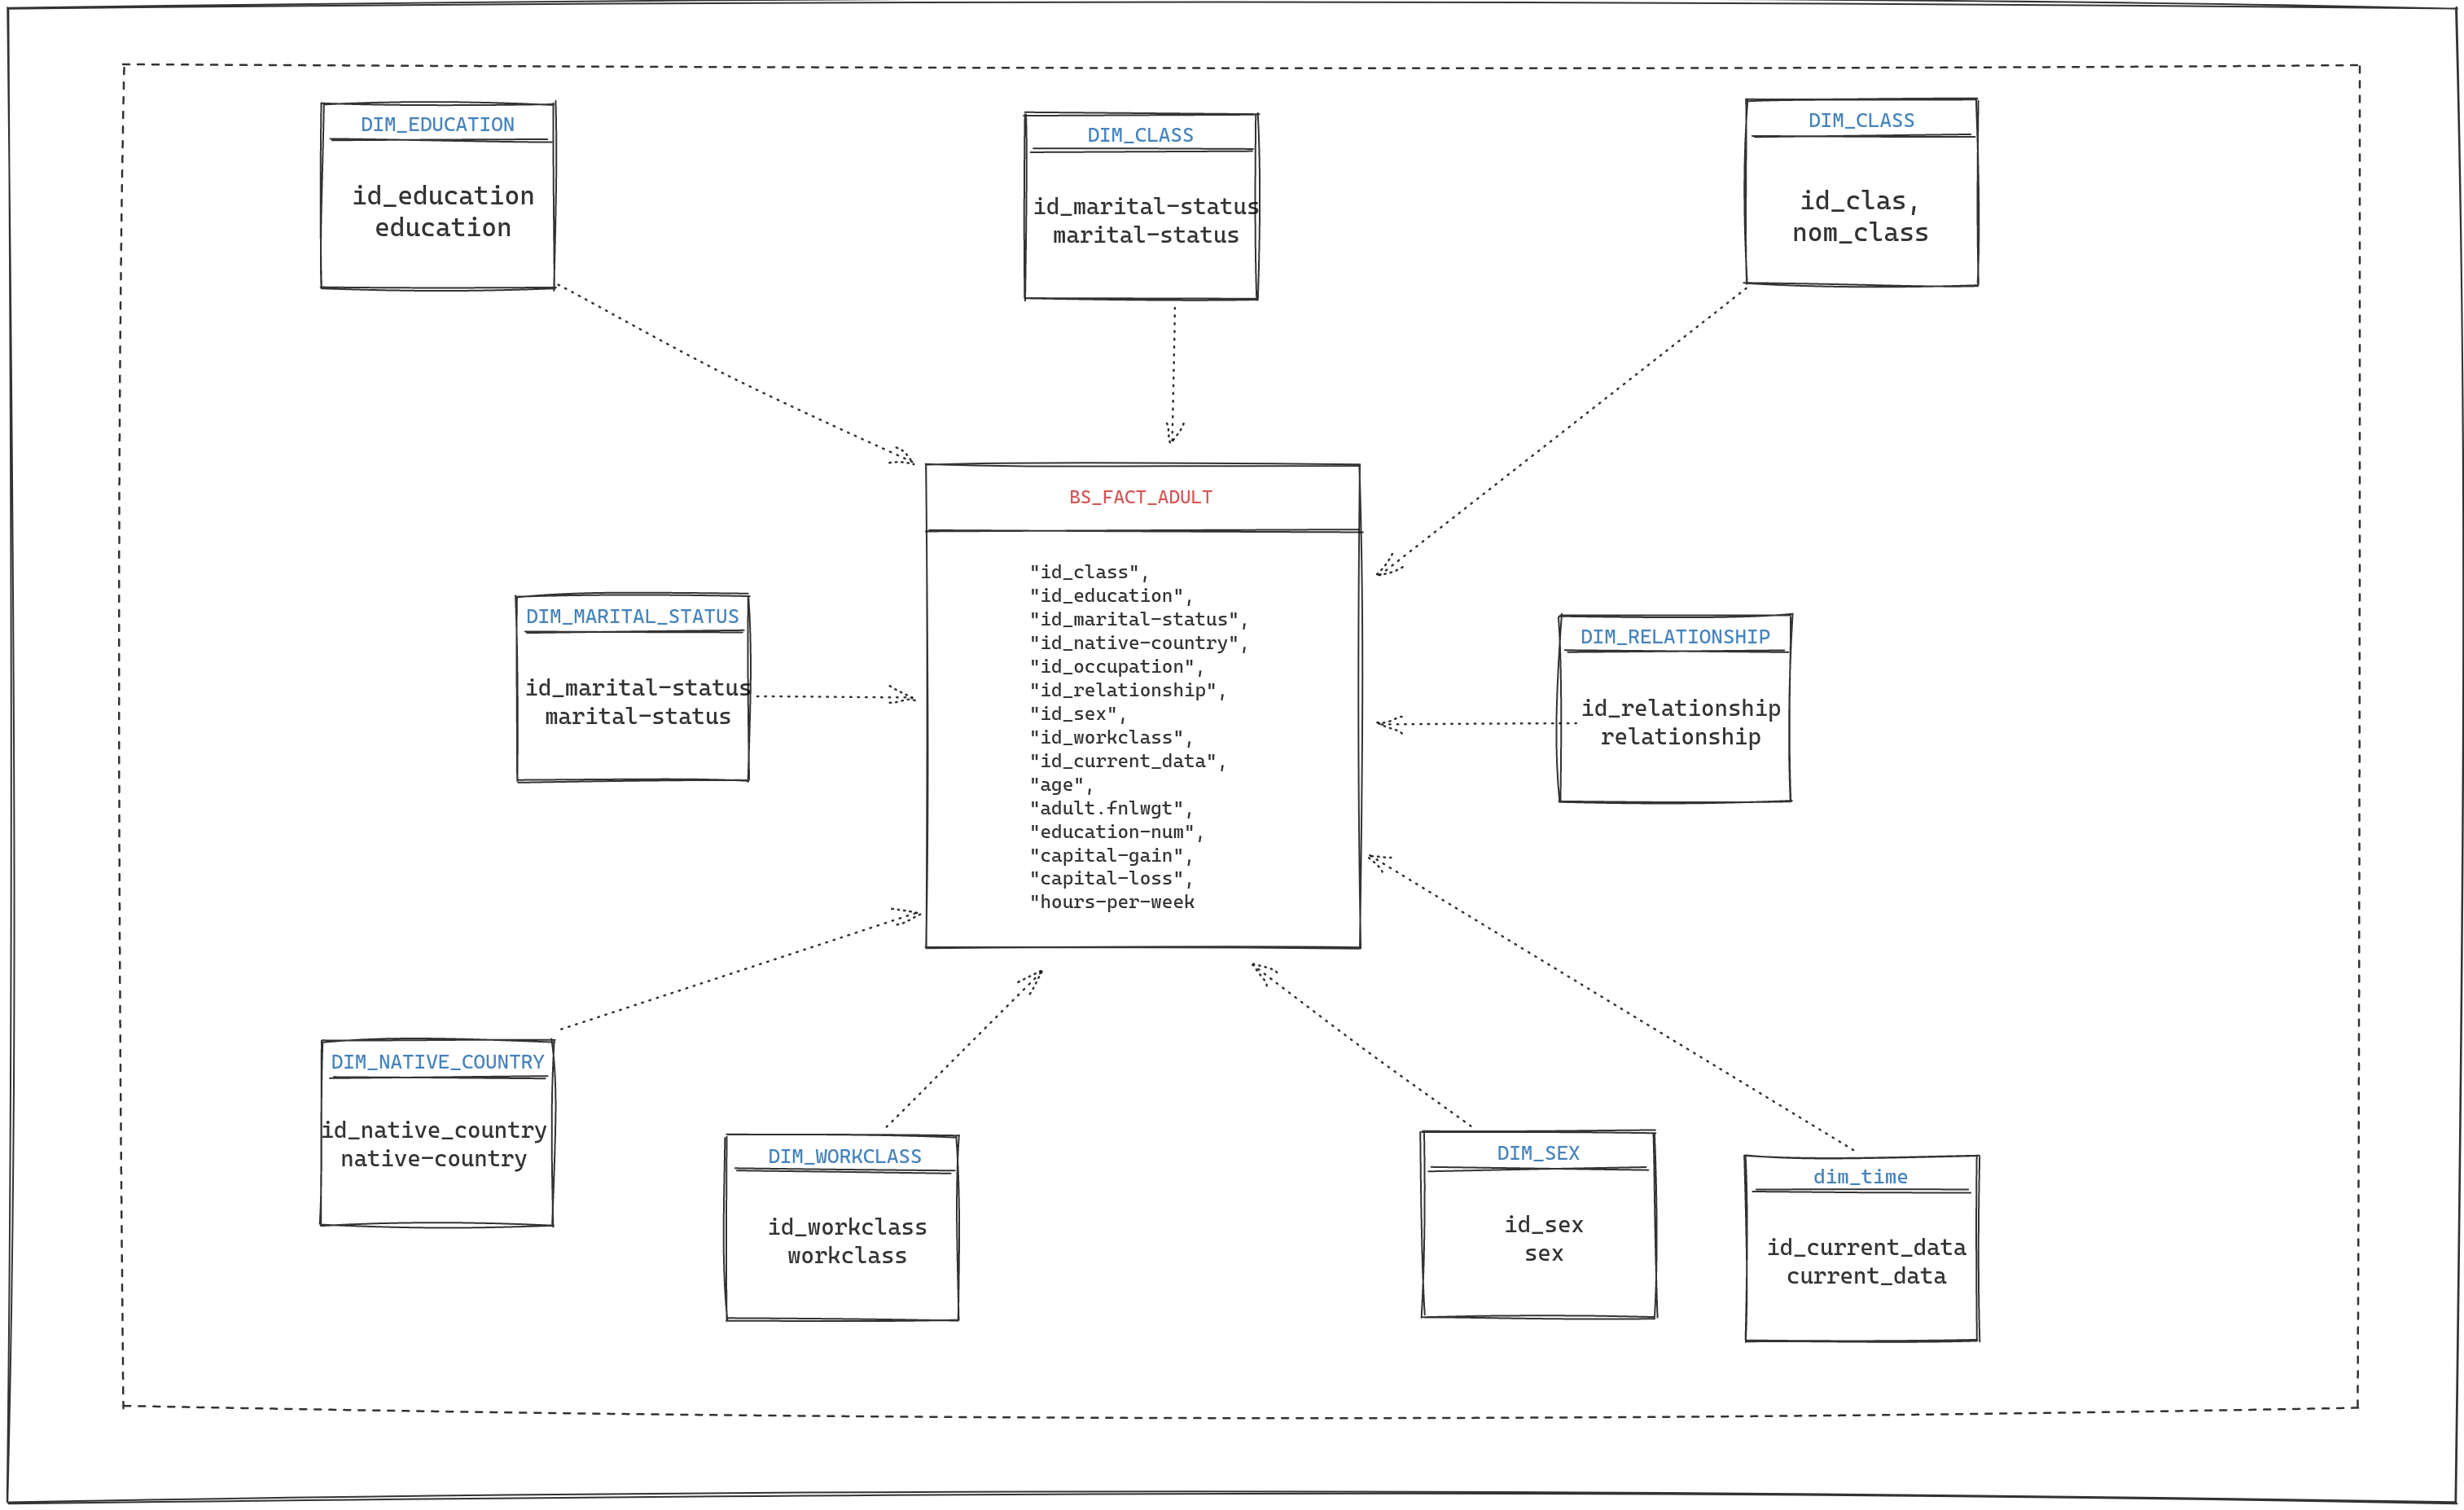 DIM_EDUCATION
id_education
education
DIM_CLASS
id_marital-status
marital-status
DIM_CLASS
id_clas,
nom_class
BS_FACT_ADULT
"id_class",
"id_education",
"id_marital-status",
"id_native-country",
"id_occupation",
"id_relationship",
"id_sex",
"id_workclass",
"id_current_data",
"age",
"adult.fnlwgt",
"education-num",
"capital-gain",
"capital-loss",
"hours-per-week
DIM_MARITAL_STATUS
id_marital-status
marital-status
DIM_RELATIONSHIP
id_relationship
relationship
DIM_NATIVE_COUNTRY
id_native_country
native-country
DIM_WORKCLASS
id_workclass
workclass
DIM_SEX
id_sex
sex
dim_time
id_current_data
current_data